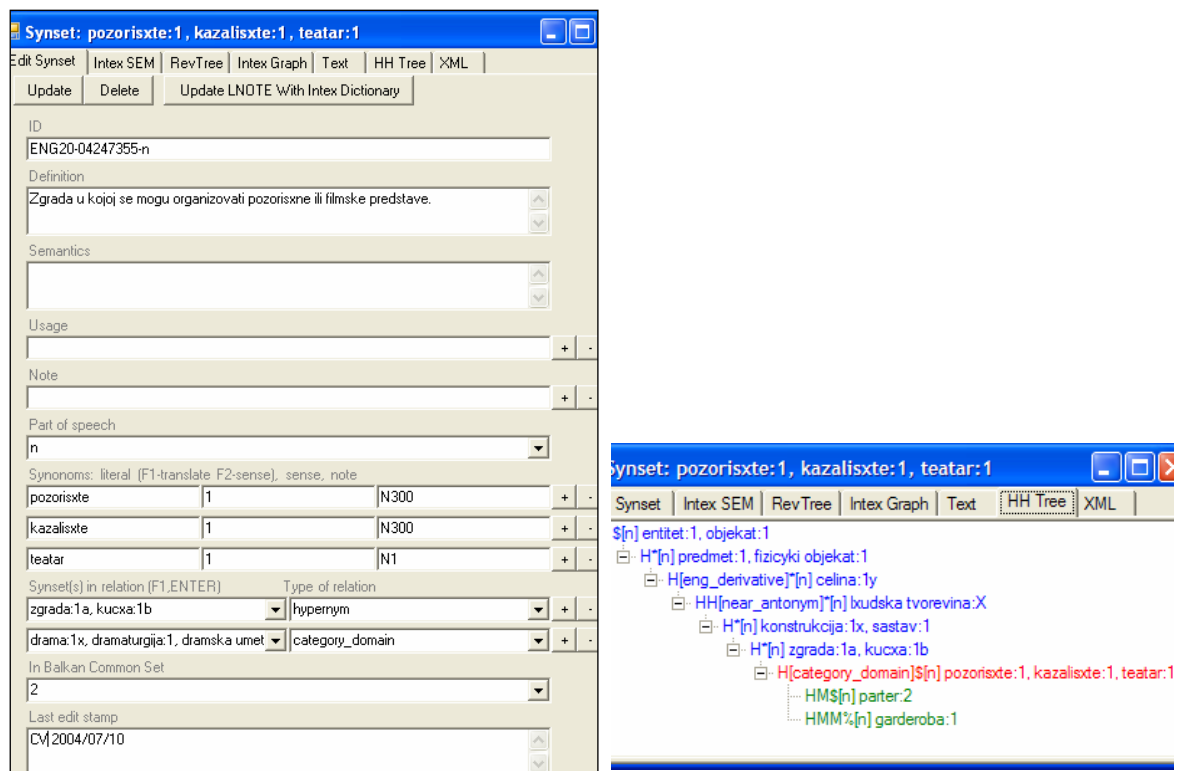 Synset: pozorisxte:1, kazalisxte:1, teatar:1
Edit Synset Intex SEM RevTree Intex Graph Text HH Tree XML
Update Delete Update LNOTE With Intex Dictionary
ID
ENG20-04247355-n
Definition
Zgrada u kojoj se mogu organizovati pozorisxne ili filmske predstave.
Semantics
Usage
+ -
Note
+ -
Part of speech
n
Synonoms: literal (F1-translate F2-sense), sense, note
pozorisxte 1 N300 + -
kazalisxte 1 N300 + -
teatar 1 N1 + -
Synset(s) in relation (F1,ENTER) Type of relation
zgrada:1a, kucxa:1b hypernym + -
drama:1x, dramaturgija:1, dramska umet category_domain + -
In Balkan Common Set
2
Last edit stamp
CV 2004/07/10
Synset: pozorisxte:1, kazalisxte:1, teatar:1
Synset Intex SEM RevTree Intex Graph Text HH Tree XML
$[n] entitet:1, objekat:1
H*[n] predmet:1, fizicyki objekat:1
H[eng_derivative]*[n] celina:1y
HH[near_antonym]*[n] lxudska tvorevina:X
H*[n] konstrukcija:1x, sastav:1
H*[n] zgrada:1a, kucxa:1b
H[category_domain]$[n] pozorisxte:1, kazalisxte:1, teatar:1
HM$[n] parter:2
HMM%[n] garderoba:1